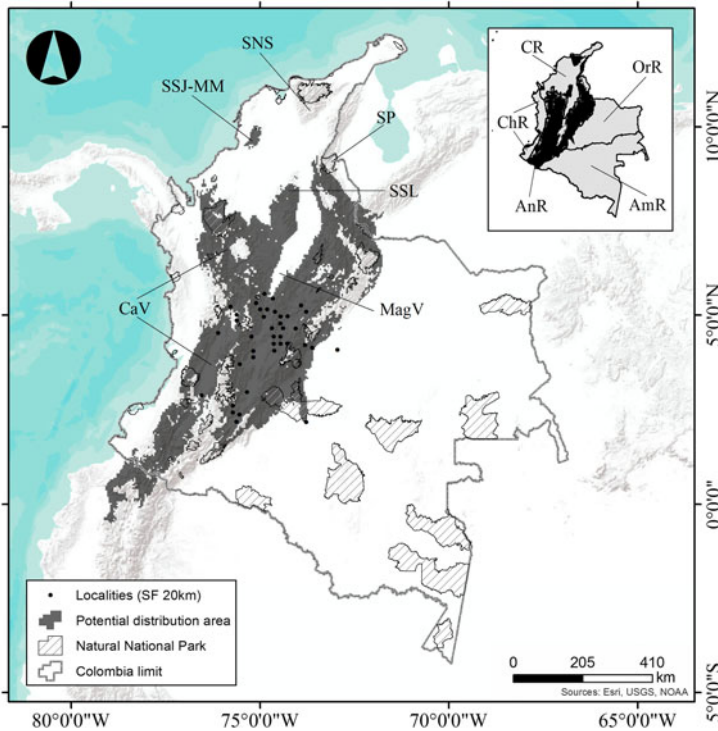 SNS
SSJ-MM
SP
SSL
CaV
MagV
CR
OrR
ChR
AnR
AmR
10°0'0"N
5°0'0"N
0°0'0"
5°0'0"S
Localities (SF 20km)
Potential distribution area
Natural National Park
Colombia limit
0 205 410
km
Sources: Esri, USGS, NOAA
80°0'0"W 75°0'0"W 70°0'0"W 65°0'0"W